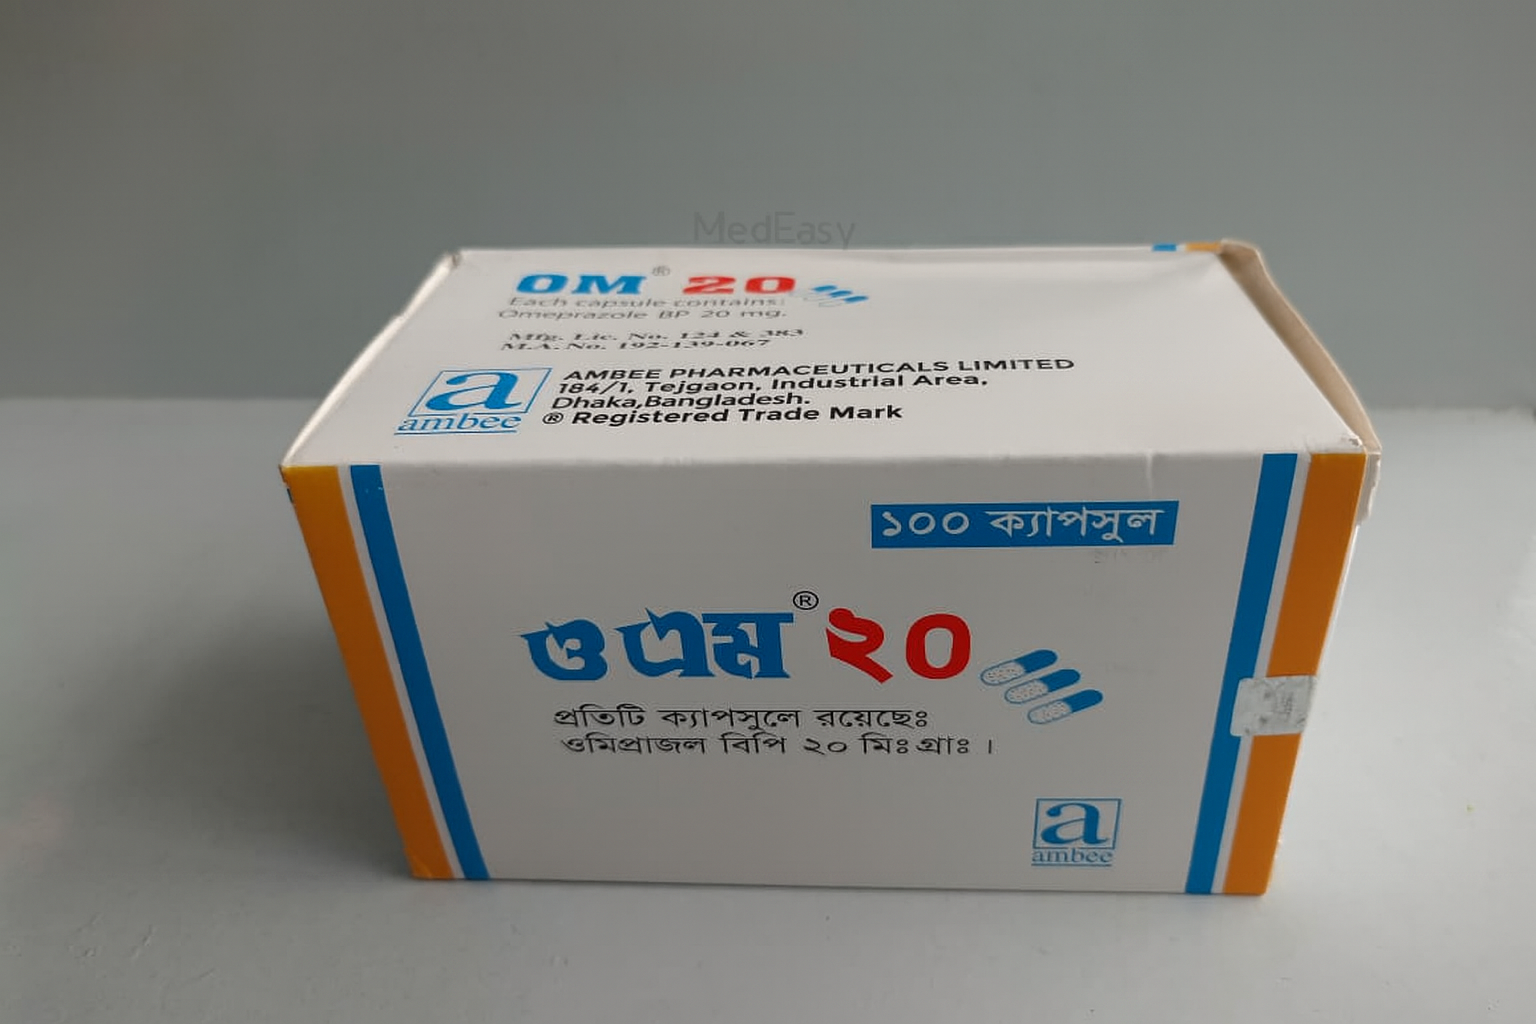 MedEasy
OM® 20
Each capsule contains:
Omeprazole BP 20 mg.
Mfg. Lic. No. 124 & 383
M.A. No. 192-139-067
a
ambee
AMBEE PHARMACEUTICALS LIMITED
184/1, Tejgaon, Industrial Area,
Dhaka,Bangladesh.
® Registered Trade Mark
১০০ ক্যাপসুল
ওএম® ২০
প্রতিটি ক্যাপসুলে রয়েছেঃ
ওমিপ্রাজল বিপি ২০ মিঃগ্রাঃ।
a
ambee